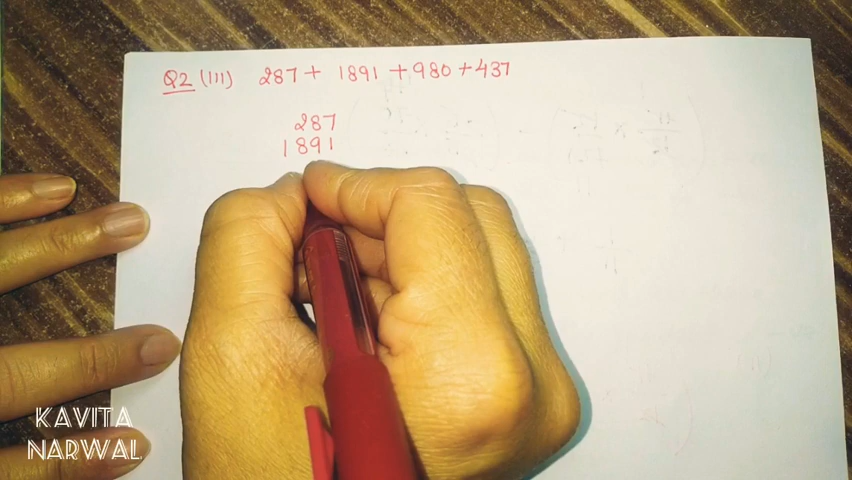 Q2 (III) 287 + 1891 + 980 + 437
287
1891
KAVITA
NARWAL